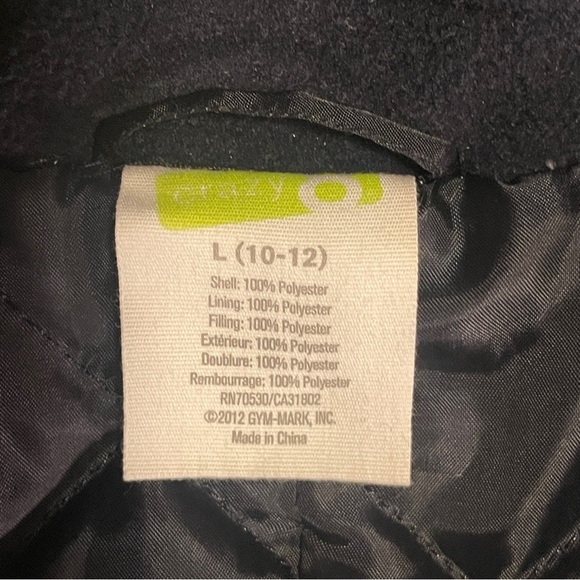 crazy 8
L (10-12)
Shell: 100% Polyester
Lining: 100% Polyester
Filling: 100% Polyester
Extérieur: 100% Polyester
Doublure: 100% Polyester
Rembourrage: 100% Polyester
RN70530/CA31802
©2012 GYM-MARK, INC.
Made in China